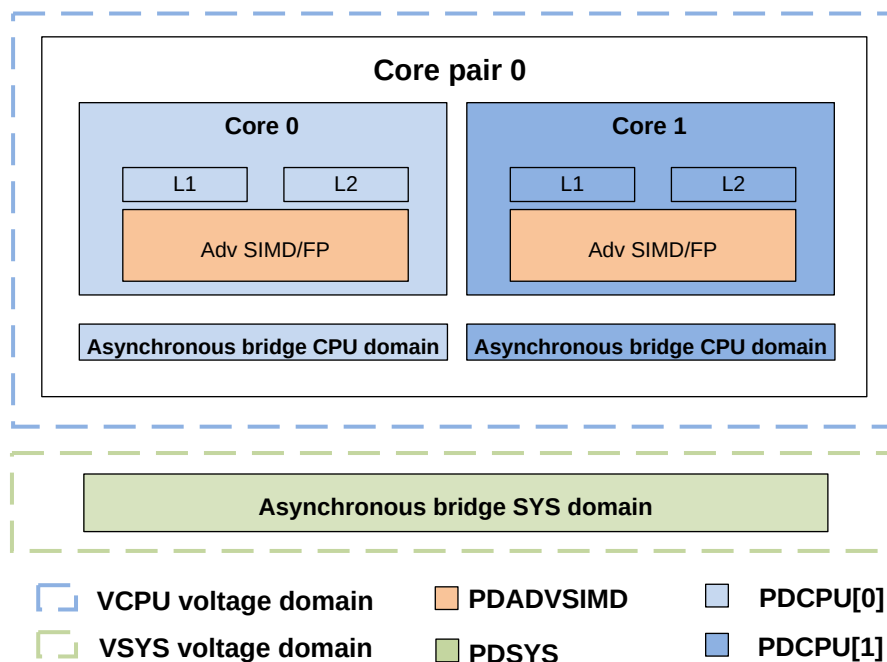 Core pair 0
Core 0
Core 1
L1
L2
L1
L2
Adv SIMD/FP
Adv SIMD/FP
Asynchronous bridge CPU domain
Asynchronous bridge CPU domain
Asynchronous bridge SYS domain
VCPU voltage domain
PDADVSIMD
PDCPU[0]
VSYS voltage domain
PDSYS
PDCPU[1]